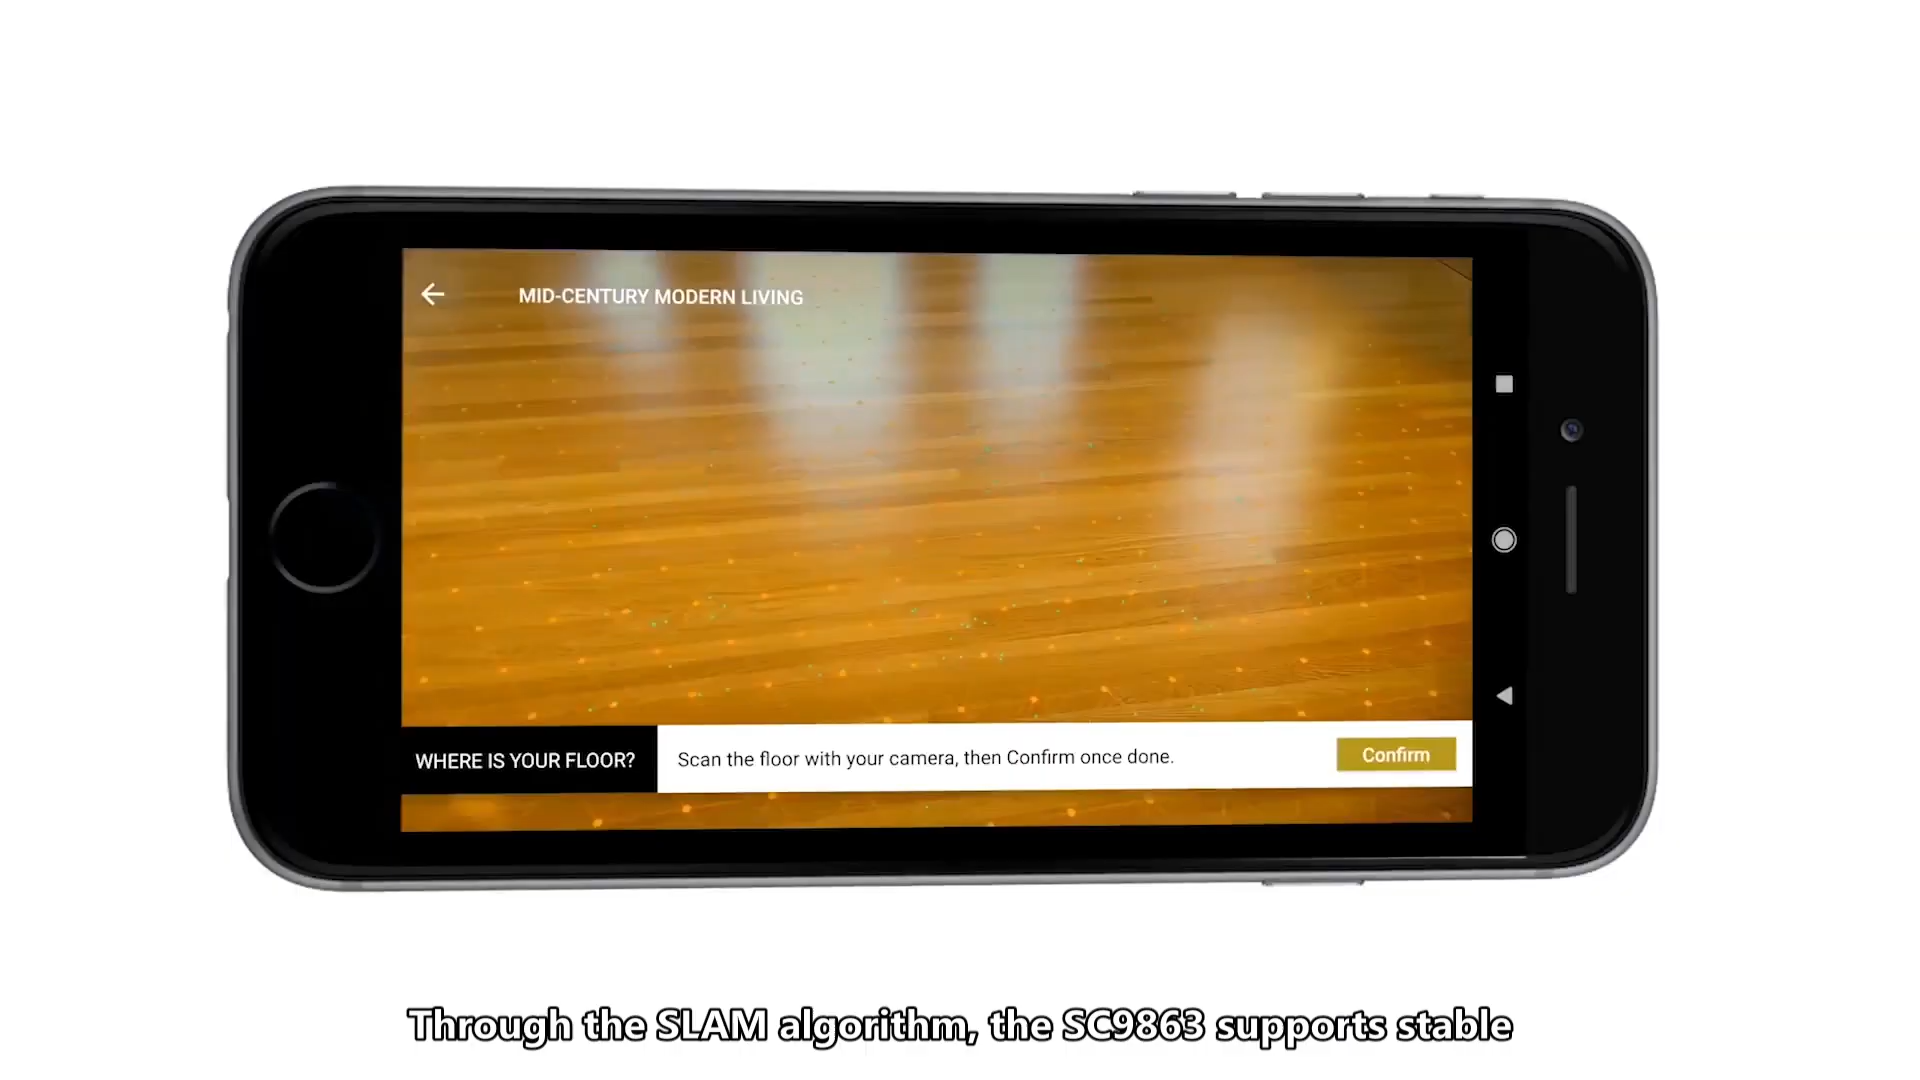 MID-CENTURY MODERN LIVING
WHERE IS YOUR FLOOR?
Scan the floor with your camera, then Confirm once done.
Confirm
Through the SLAM algorithm, the SC9863 supports stable